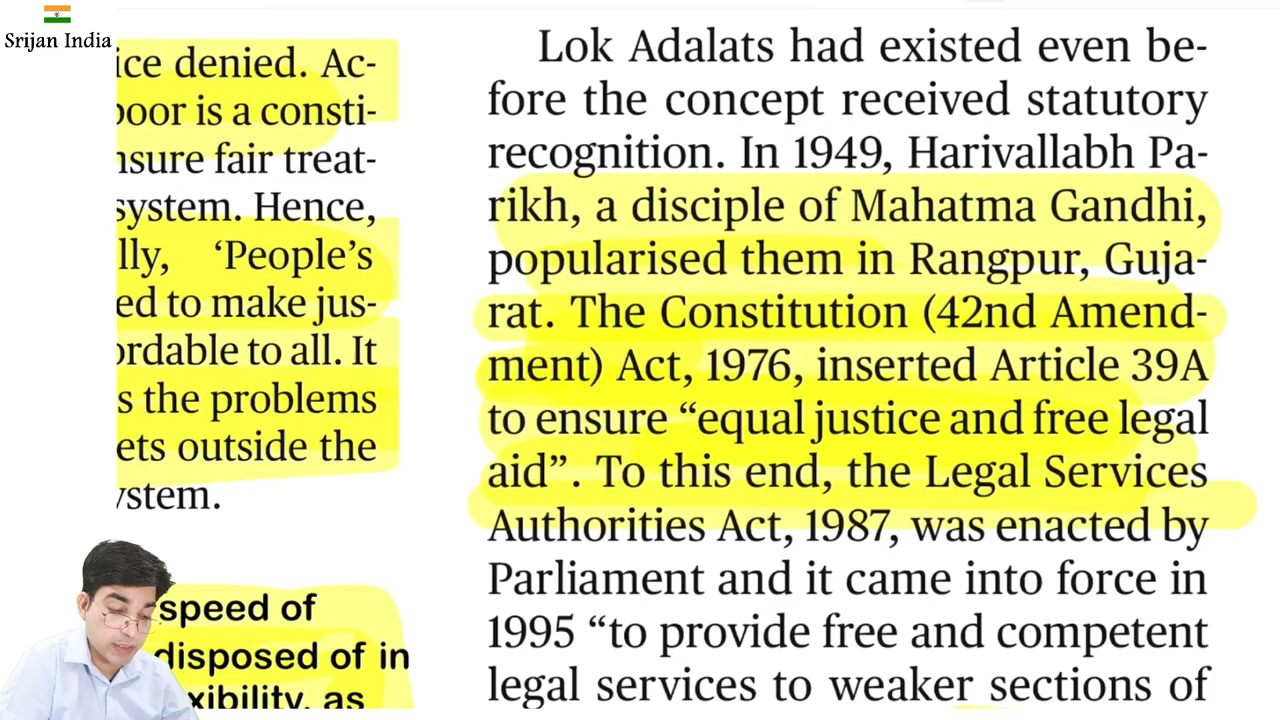 Srijan India
ice denied. Ac-
poor is a consti-
nsure fair treat-
system. Hence,
lly, ‘People’s
ed to make jus-
ordable to all. It
s the problems
ets outside the
ystem.
speed of
disposed of in
xibility, as
Lok Adalats had existed even be-
fore the concept received statutory
recognition. In 1949, Harivallabh Pa-
rikh, a disciple of Mahatma Gandhi,
popularised them in Rangpur, Guja-
rat. The Constitution (42nd Amend-
ment) Act, 1976, inserted Article 39A
to ensure “equal justice and free legal
aid”. To this end, the Legal Services
Authorities Act, 1987, was enacted by
Parliament and it came into force in
1995 “to provide free and competent
legal services to weaker sections of